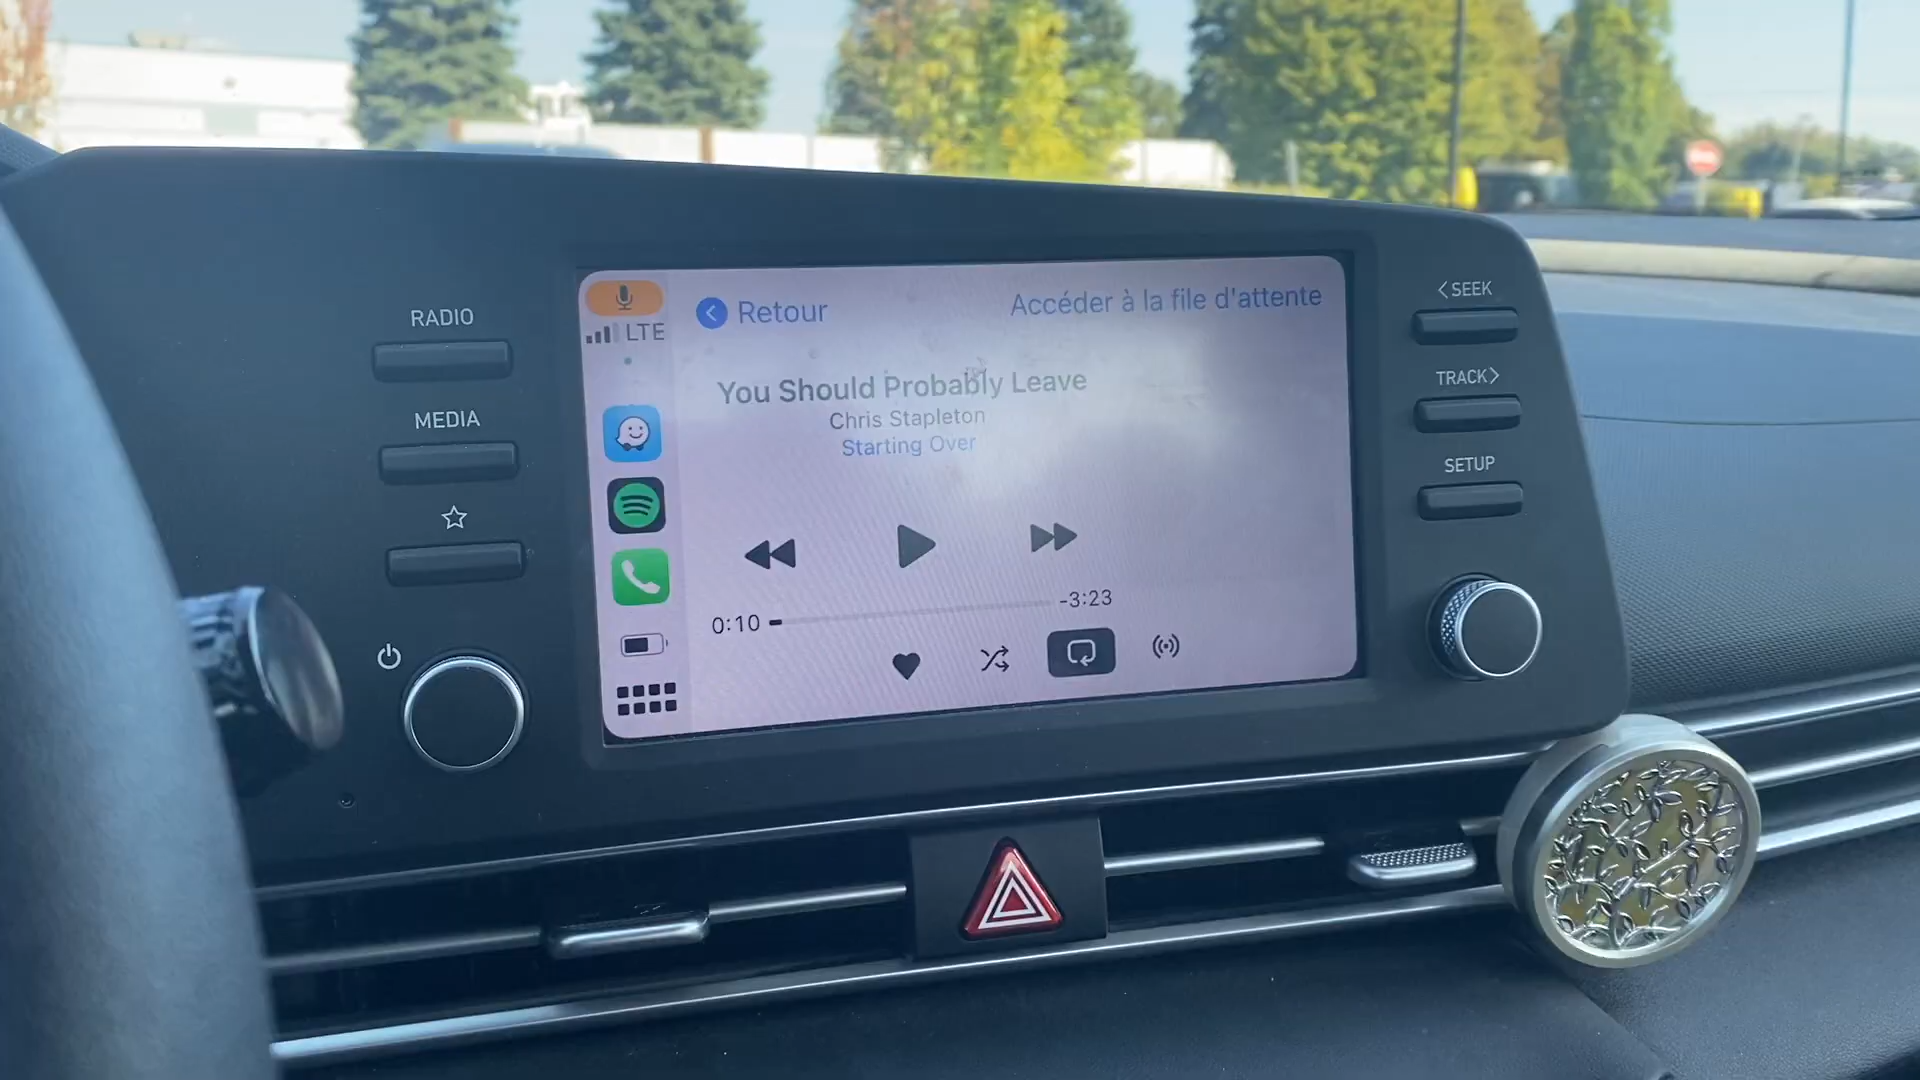 RADIO
MEDIA
LTE
Retour
Accéder à la file d'attente
You Should Probably Leave
Chris Stapleton
Starting Over
0:10
-3:23
<SEEK
TRACK>
SETUP